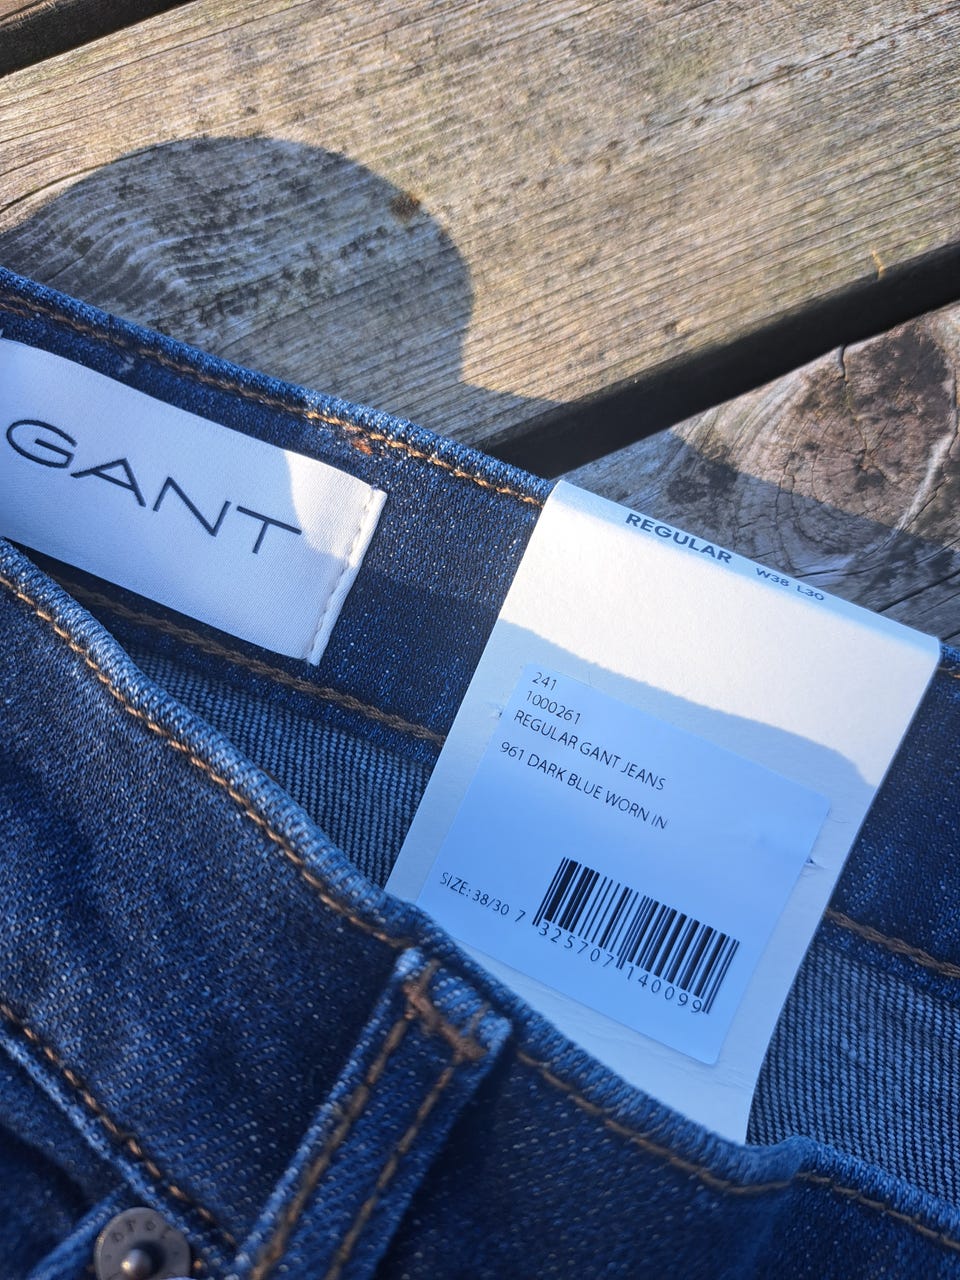 GANT
REGULAR W38 L30
241
1000261
REGULAR GANT JEANS
961 DARK BLUE WORN IN
SIZE: 38/30
7 325707 140099